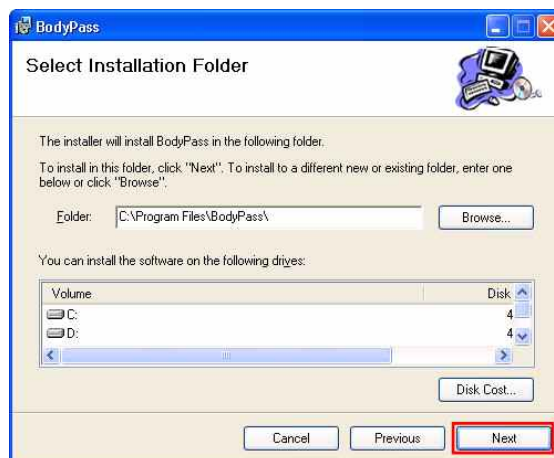 BodyPass
Select Installation Folder
The installer will install BodyPass in the following folder.
To install in this folder, click "Next". To install to a different new or existing folder, enter one
below or click "Browse".
Folder: C:\Program Files\BodyPass\ Browse...
You can install the software on the following drives:
Volume Disk
C: 4
D: 4
Disk Cost...
Cancel Previous Next